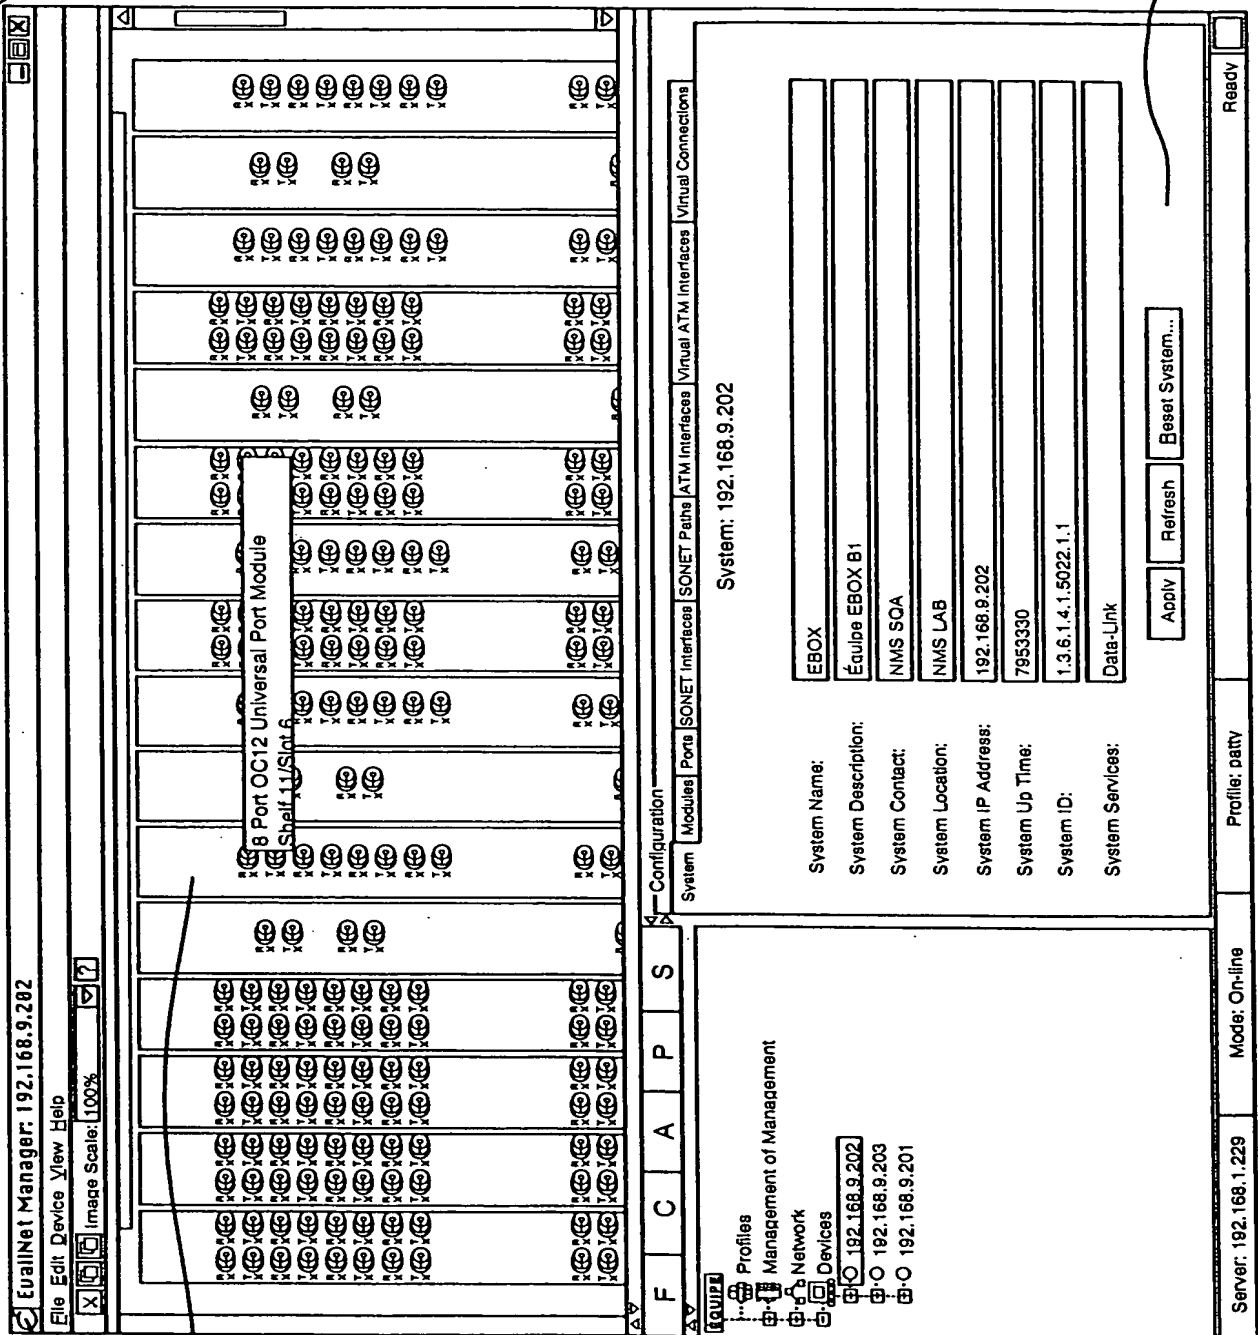 EualNet Manager: 192.168.9.202
File Edit Device View Help
Image Scale: 100% ?
8 Port OC12 Universal Port Module
Shelf 11/Slot 6
F C A P S
EQUIPE
Profiles
Management of Management
Network
Devices
192.168.9.202
192.168.9.203
192.168.9.201
Configuration
System Modules Ports SONET Interfaces SONET Paths ATM Interfaces Virtual ATM Interfaces Virtual Connections
System: 192.168.9.202
System Name: EBOX
System Description: Équipe EBOX B1
System Contact: NMS SQA
System Location: NMS LAB
System IP Address: 192.168.9.202
System Up Time: 7953330
System ID: 1.3.6.1.4.1.5022.1.1
System Services: Data-Link
Apply Refresh Beset System...
Server: 192.168.1.229 Mode: On-line Profile: patty Ready